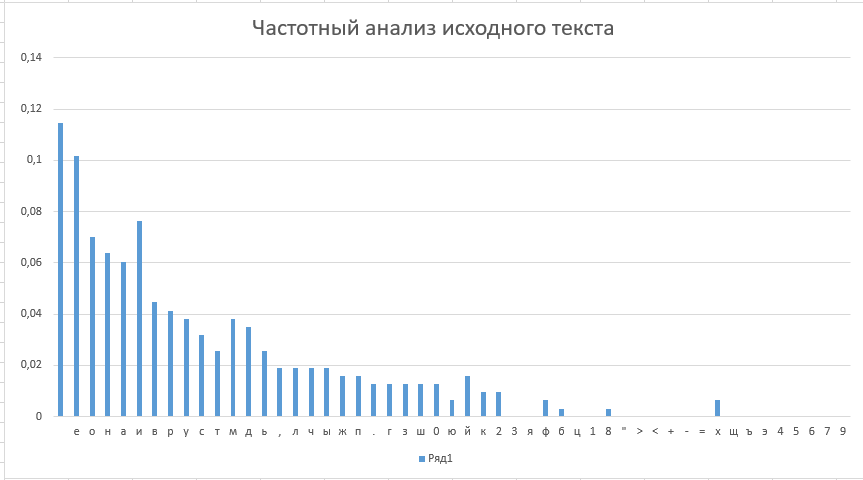 Частотный анализ исходного текста
0,14
0,12
0,1
0,08
0,06
0,04
0,02
0
е о н а и в р у с т м д ь , л ч ы ж п . г з ш 0 ю й к 2 3 я ф б ц 1 8 " > < + - = х щ ъ э 4 5 6 7 9
Ряд1